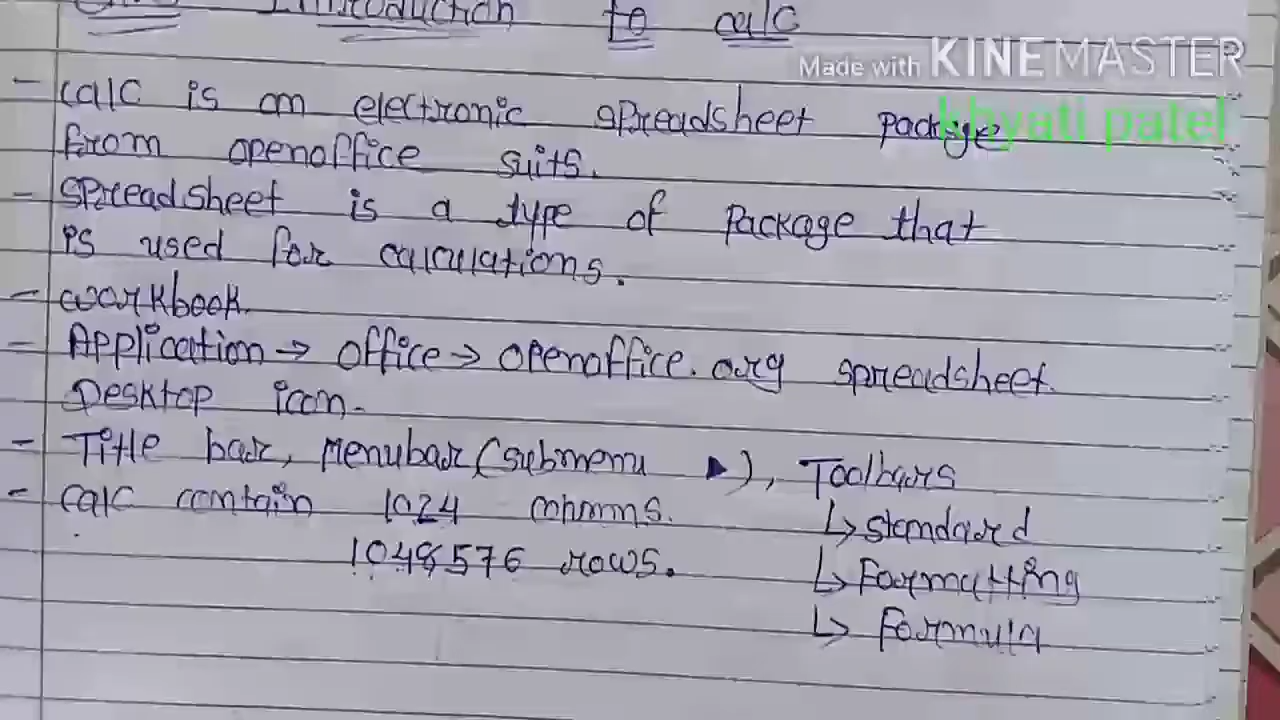 Introduction to calc
Made with KINEMASTER
khyati patel
- calc is an electronic spreadsheet package
from openoffice suits.
- spreadsheet is a type of package that
is used for calculations.
- workbook.
- Application → office → openoffice.org spreadsheet.
Desktop icon.
- Title bar, Menubar (submenu ▶), Toolbars
- calc contain 1024 columns. ↳ standard
1048576 rows. ↳ Formatting
↳ Formula